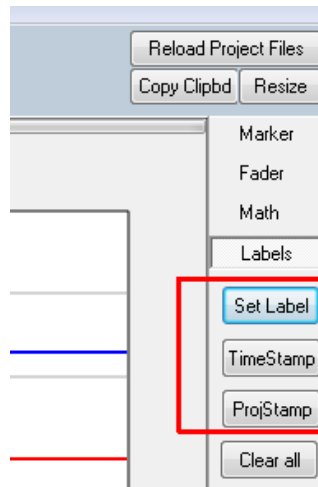 Reload Project Files
Copy Clipbd Resize
Marker
Fader
Math
Labels
Set Label
TimeStamp
ProjStamp
Clear all